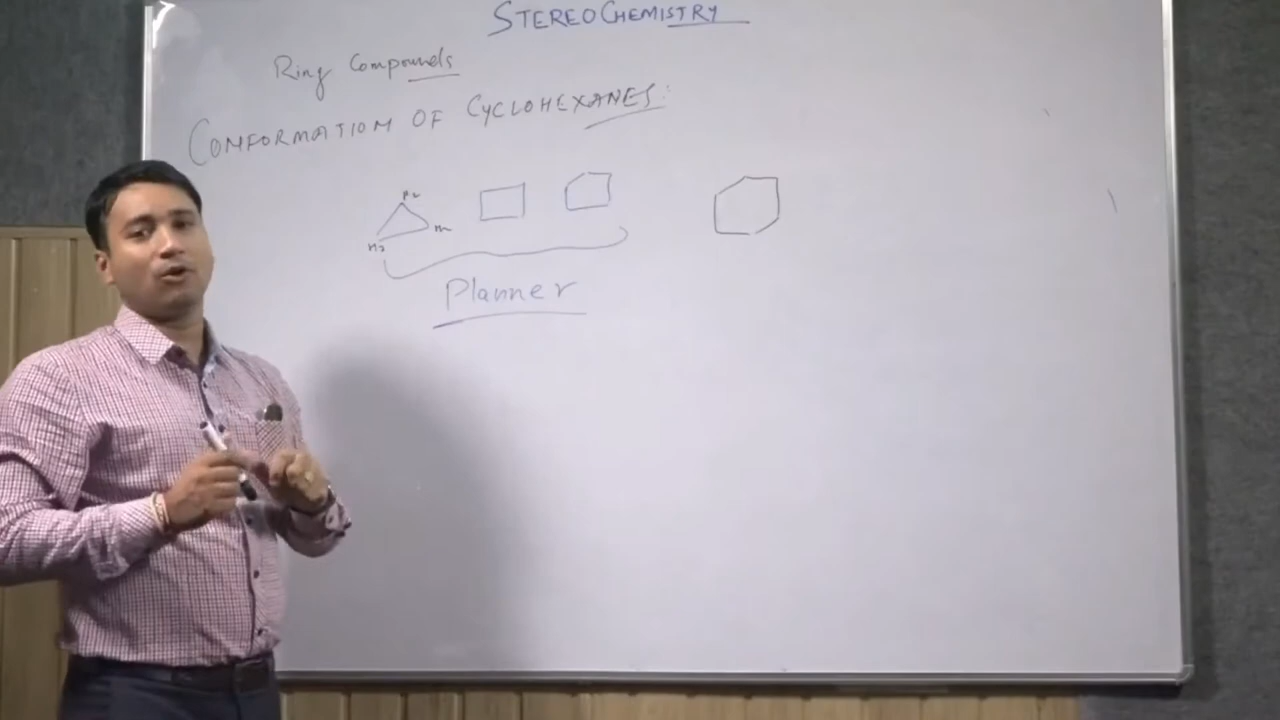 STEREOCHEMISTRY
Ring Compounds
CONFORMATION OF CYCLOHEXANES:
Planner